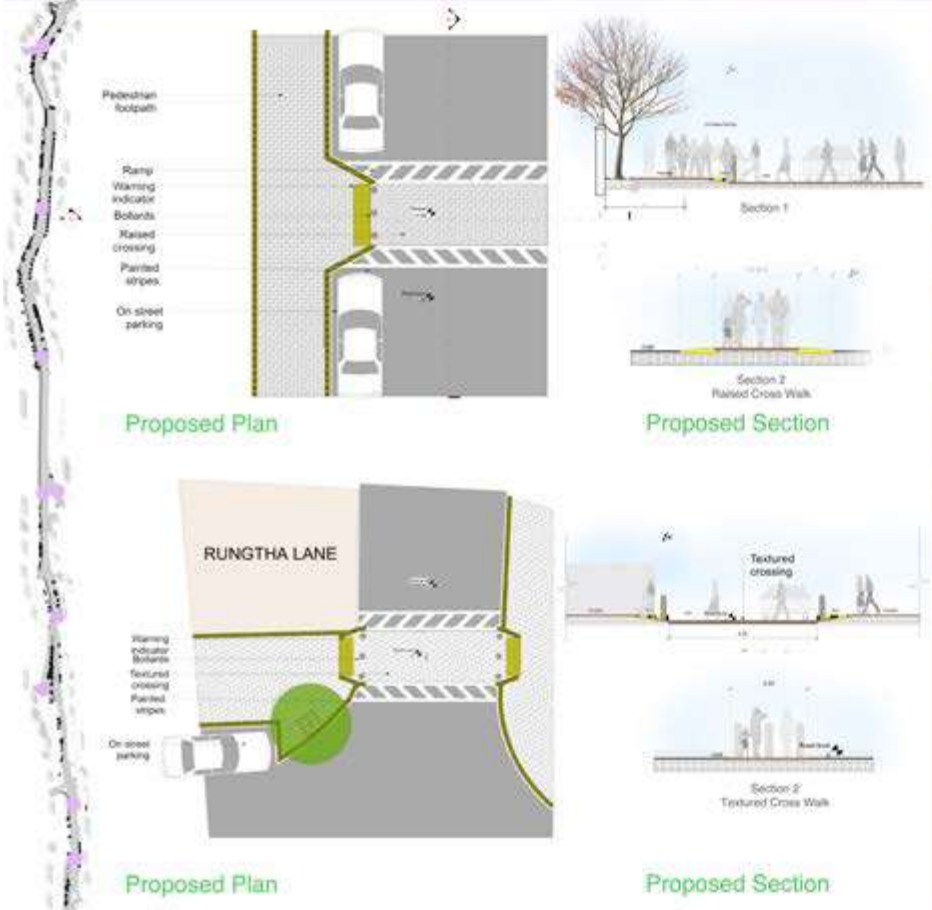 Pedestrian
footpath
Ramp
Warning
indicator
Bollards
Raised
crossing
Painted
stripes
On street
parking
Section 1
Section 2
Raised Cross Walk
Proposed Plan
Proposed Section
RUNGTHA LANE
Warning
indicator
Bollards
Textured
crossing
Painted
stripes
On street
parking
Textured
crossing
Section 2
Textured Cross Walk
Proposed Plan
Proposed Section